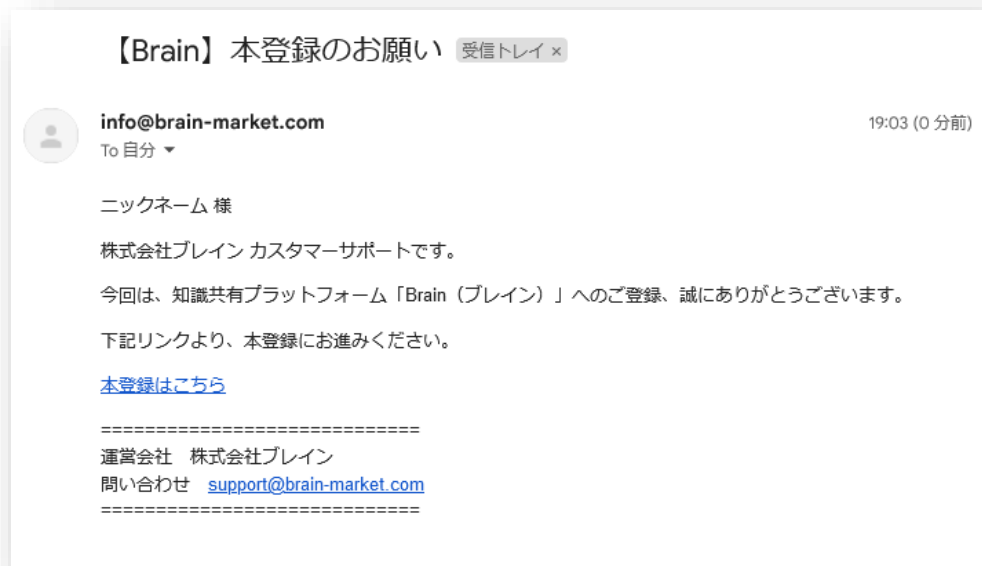 【Brain】本登録のお願い 受信トレイ ×
info@brain-market.com 19:03 (0 分前)
To 自分
ニックネーム 様
株式会社ブレイン カスタマーサポートです。
今回は、知識共有プラットフォーム「Brain（ブレイン）」へのご登録、誠にありがとうございます。
下記リンクより、本登録にお進みください。
本登録はこちら
=============================
運営会社　株式会社ブレイン
問い合わせ　support@brain-market.com
=============================